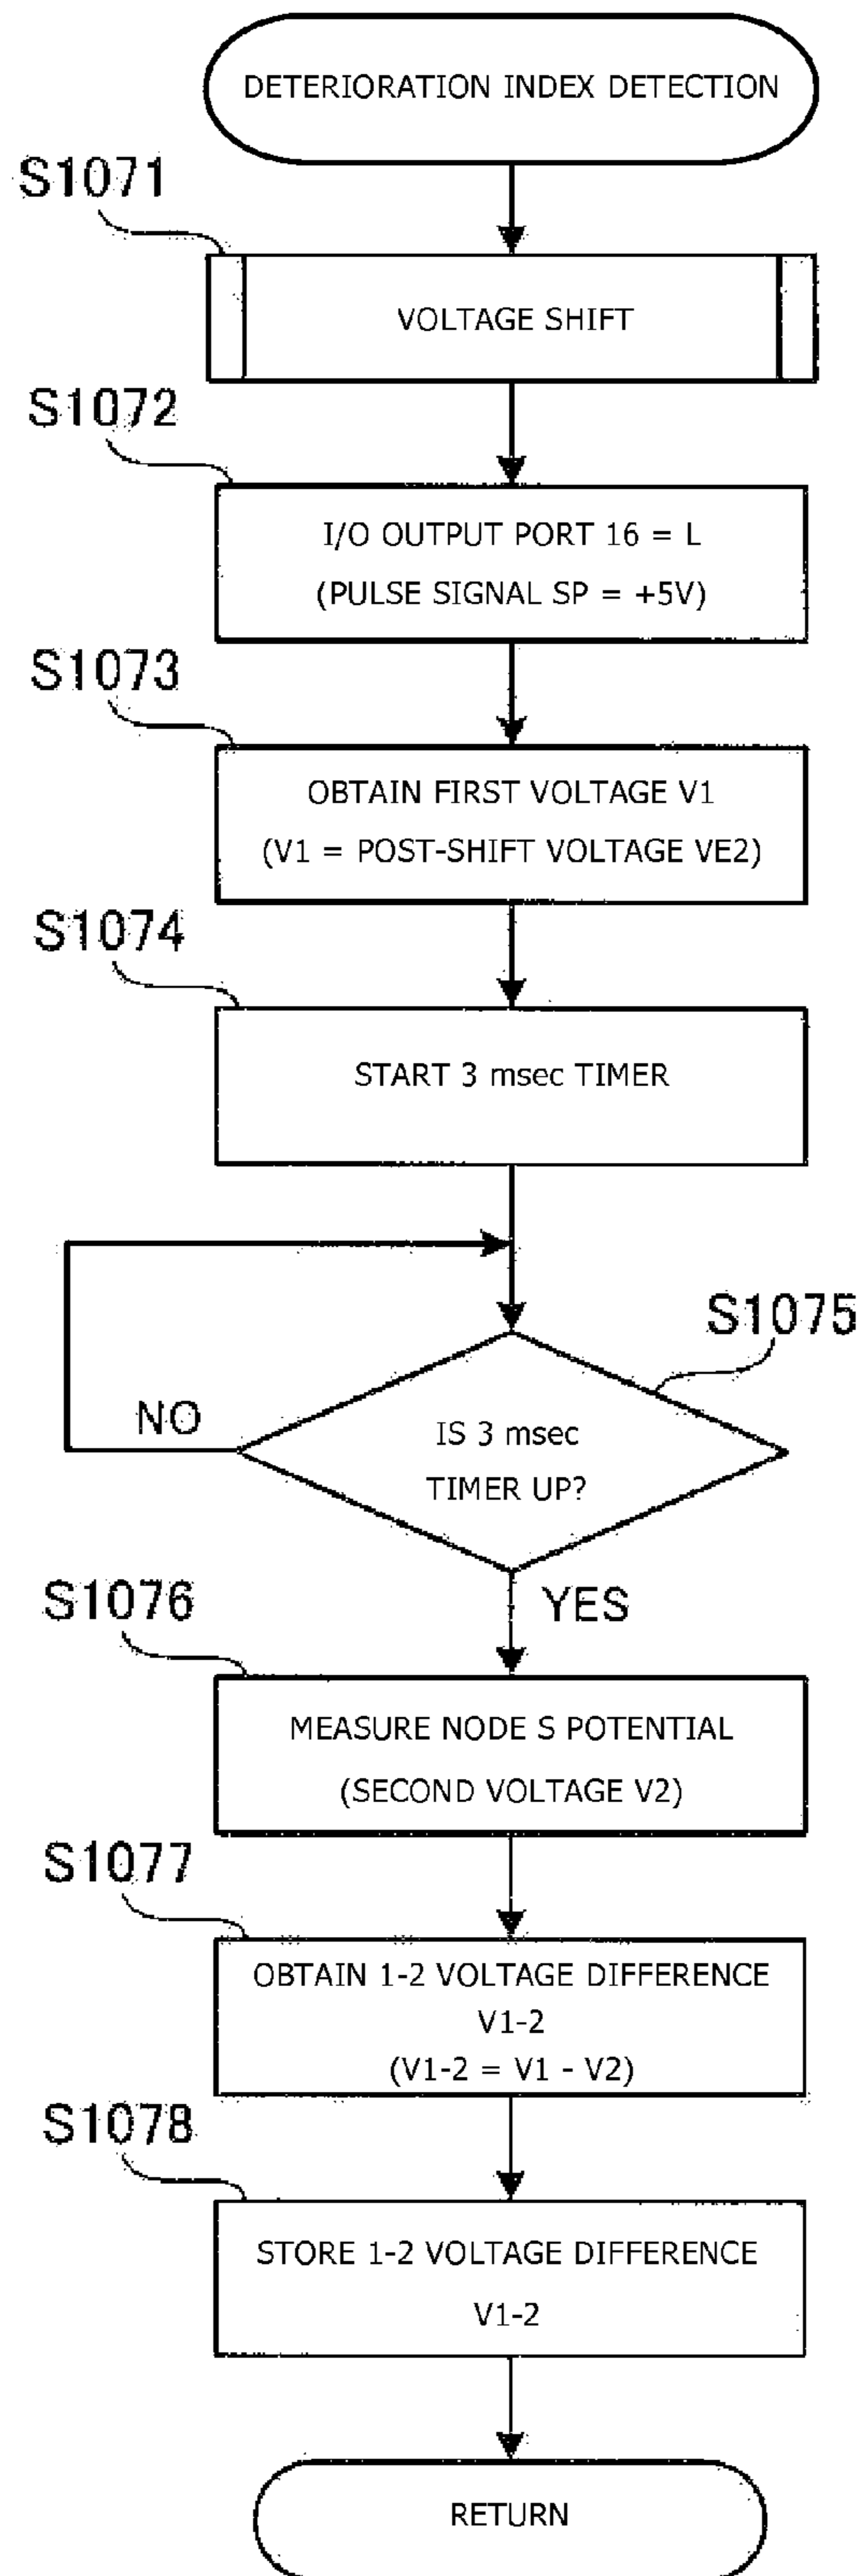 DETERIORATION INDEX DETECTION
S1071
VOLTAGE SHIFT
S1072
I/O OUTPUT PORT 16 = L
(PULSE SIGNAL SP = +5V)
S1073
OBTAIN FIRST VOLTAGE V1
(V1 = POST-SHIFT VOLTAGE VE2)
S1074
START 3 msec TIMER
S1075
NO
IS 3 msec
TIMER UP?
YES
S1076
MEASURE NODE S POTENTIAL
(SECOND VOLTAGE V2)
S1077
OBTAIN 1-2 VOLTAGE DIFFERENCE
V1-2
(V1-2 = V1 - V2)
S1078
STORE 1-2 VOLTAGE DIFFERENCE
V1-2
RETURN